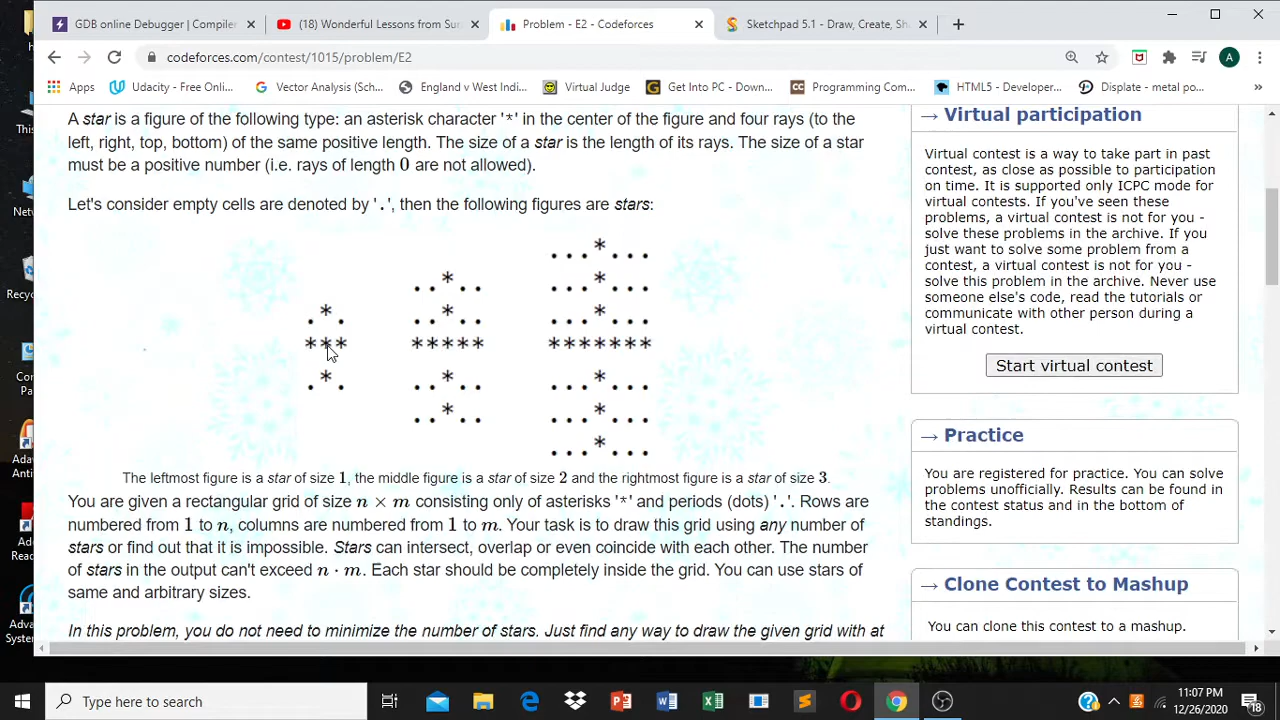 GDB online Debugger | Compiler
(18) Wonderful Lessons from Sur
Problem - E2 - Codeforces
Sketchpad 5.1 - Draw, Create, Sh
codeforces.com/contest/1015/problem/E2
A
Apps
Udacity - Free Onli...
Vector Analysis (Sch...
England v West Indi...
Virtual Judge
Get Into PC - Down...
Programming Com...
HTML5 - Developer...
Displate - metal po...
»
A star is a figure of the following type: an asterisk character '*' in the center of the figure and four rays (to the
left, right, top, bottom) of the same positive length. The size of a star is the length of its rays. The size of a star
must be a positive number (i.e. rays of length 0 are not allowed).
Let's consider empty cells are denoted by '.', then the following figures are stars:
.*.
***
.*.
..*..
..*..
*****
..*..
..*..
...*...
...*...
...*...
*******
...*...
...*...
...*...
The leftmost figure is a star of size 1, the middle figure is a star of size 2 and the rightmost figure is a star of size 3.
You are given a rectangular grid of size n × m consisting only of asterisks '*' and periods (dots) '.'. Rows are
numbered from 1 to n, columns are numbered from 1 to m. Your task is to draw this grid using any number of
stars or find out that it is impossible. Stars can intersect, overlap or even coincide with each other. The number
of stars in the output can't exceed n · m. Each star should be completely inside the grid. You can use stars of
same and arbitrary sizes.
In this problem, you do not need to minimize the number of stars. Just find any way to draw the given grid with at
→ Virtual participation
Virtual contest is a way to take part in past
contest, as close as possible to participation
on time. It is supported only ICPC mode for
virtual contests. If you've seen these
problems, a virtual contest is not for you -
solve these problems in the archive. If you
just want to solve some problem from a
contest, a virtual contest is not for you -
solve this problem in the archive. Never use
someone else's code, read the tutorials or
communicate with other person during a
virtual contest.
Start virtual contest
→ Practice
You are registered for practice. You can solve
problems unofficially. Results can be found in
the contest status and in the bottom of
standings.
→ Clone Contest to Mashup
You can clone this contest to a mashup.
Type here to search
11:07 PM
12/26/2020
18